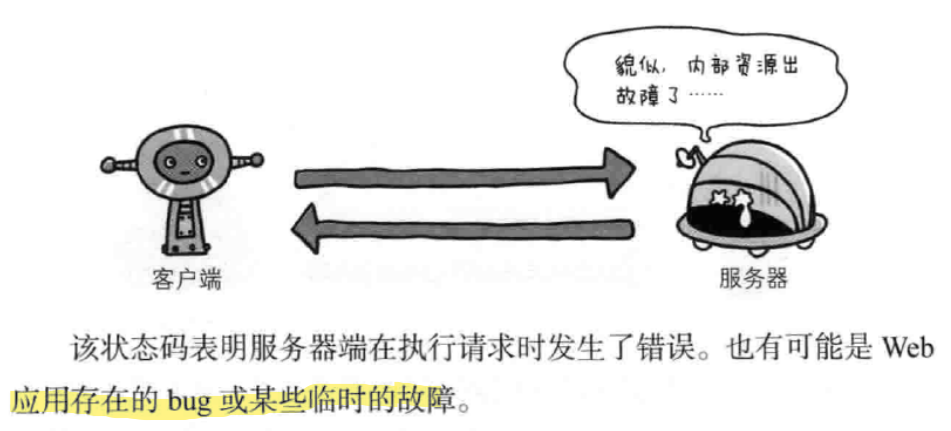 貌似，内部资源出
故障了……
客户端
服务器
该状态码表明服务器端在执行请求时发生了错误。也有可能是 Web
应用存在的 bug 或某些临时的故障。